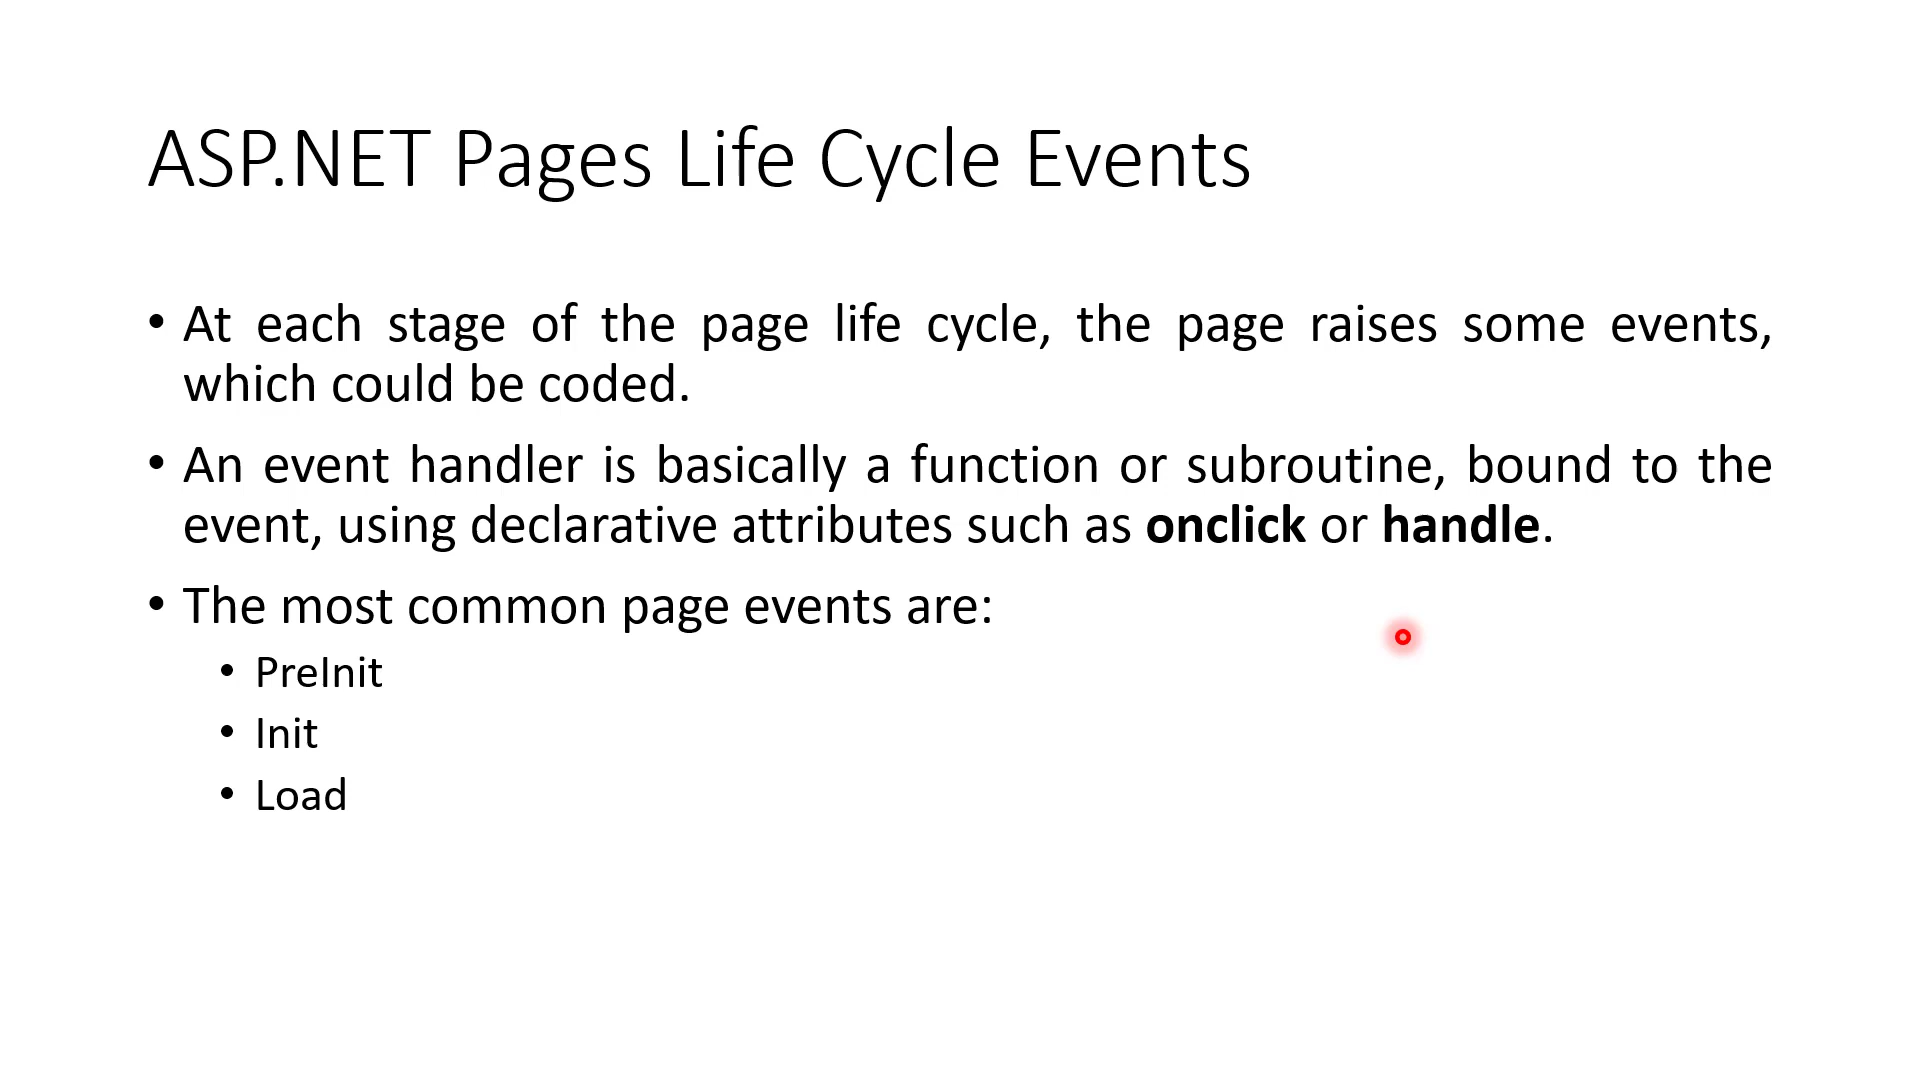 ASP.NET Pages Life Cycle Events
• At each stage of the page life cycle, the page raises some events,
which could be coded.
• An event handler is basically a function or subroutine, bound to the
event, using declarative attributes such as onclick or handle.
• The most common page events are:
• PreInit
• Init
• Load